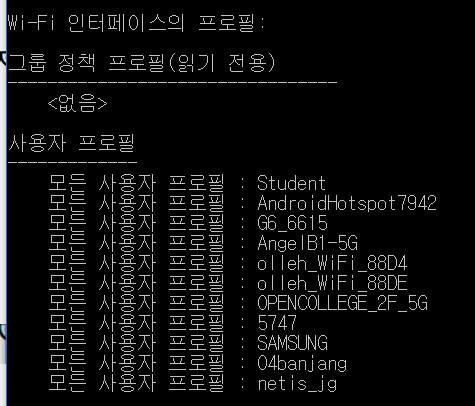 Wi-Fi 인터페이스의 프로필:
그룹 정책 프로필(읽기 전용)
---------------------------------
<없음>
사용자 프로필
-------------
모든 사용자 프로필 : Student
모든 사용자 프로필 : AndroidHotspot7942
모든 사용자 프로필 : G6_6615
모든 사용자 프로필 : AngelB1-5G
모든 사용자 프로필 : olleh_WiFi_88D4
모든 사용자 프로필 : olleh_WiFi_88DE
모든 사용자 프로필 : OPENCOLLEGE_2F_5G
모든 사용자 프로필 : 5747
모든 사용자 프로필 : SAMSUNG
모든 사용자 프로필 : 04banjang
모든 사용자 프로필 : netis_jg